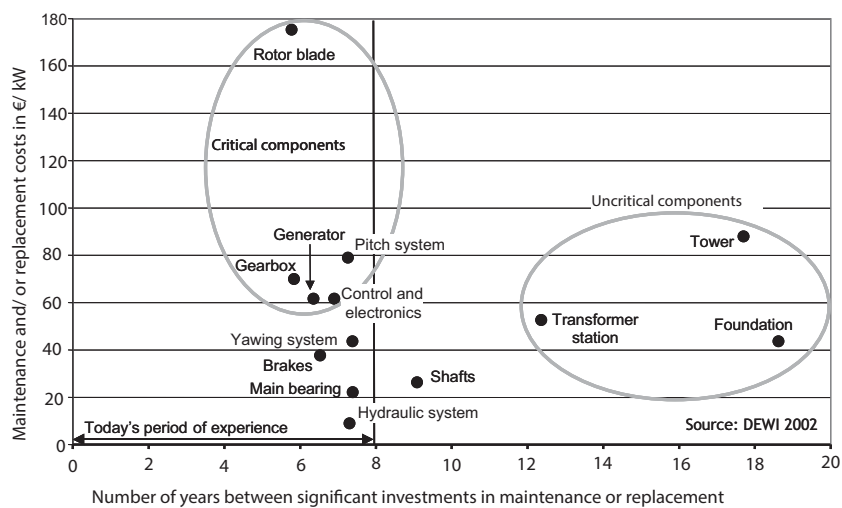 180
Rotor blade
160
140
Critical components
120
Uncritical components
100
Generator
Pitch system
Tower
80
Gearbox
Control and
electronics
60
Transformer
station
Foundation
Yawing system
40
Brakes
Shafts
Main bearing
20
Hydraulic system
Today's period of experience
Source: DEWI 2002
0
0 2 4 6 8 10 12 14 16 18 20
Number of years between significant investments in maintenance or replacement
Maintenance and/ or replacement costs in €/ kW